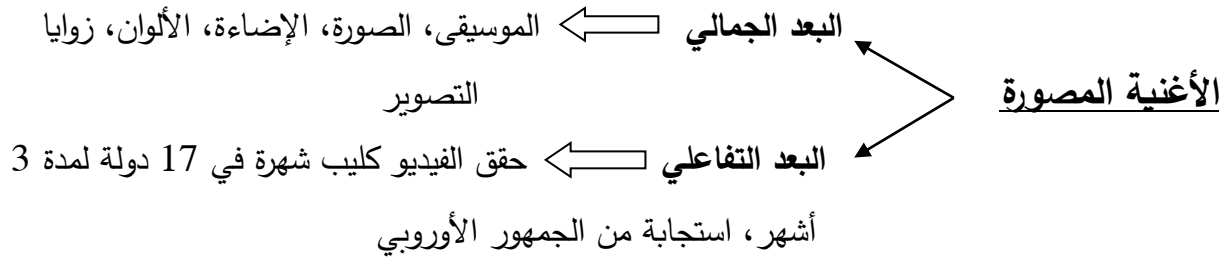 البعد الجمالي الموسيقى، الصورة، الإضاءة، الألوان، زوايا
التصوير
الأغنية المصورة
البعد التفاعلي حقق الفيديو كليب شهرة في 17 دولة لمدة 3
أشهر، استجابة من الجمهور الأوروبي